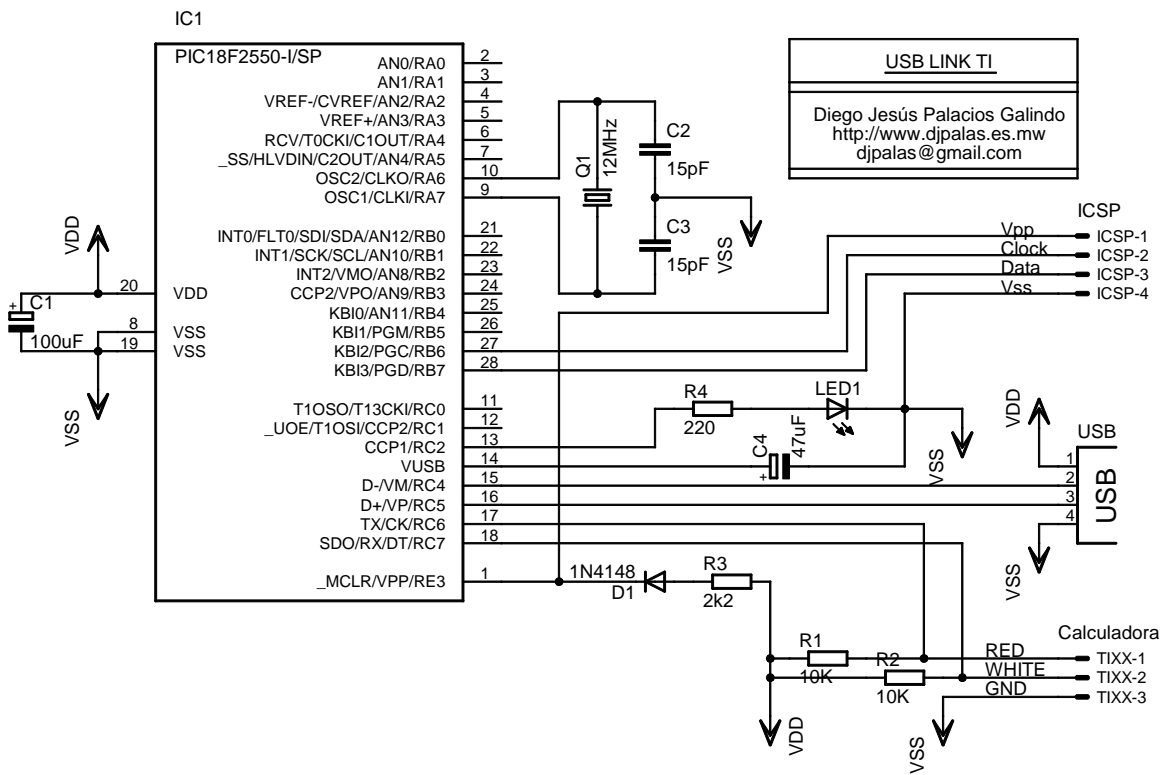 IC1
PIC18F2550-I/SP
AN0/RA0 2
AN1/RA1 3
VREF-/CVREF/AN2/RA2 4
VREF+/AN3/RA3 5
RCV/T0CKI/C1OUT/RA4 6
_SS/HLVDIN/C2OUT/AN4/RA5 7
OSC2/CLKO/RA6 10
OSC1/CLKI/RA7 9
INT0/FLT0/SDI/SDA/AN12/RB0 21
INT1/SCK/SCL/AN10/RB1 22
INT2/VMO/AN8/RB2 23
CCP2/VPO/AN9/RB3 24
KBI0/AN11/RB4 25
KBI1/PGM/RB5 26
KBI2/PGC/RB6 27
KBI3/PGD/RB7 28
T1OSO/T13CKI/RC0 11
_UOE/T1OSI/CCP2/RC1 12
CCP1/RC2 13
VUSB 14
D-/VM/RC4 15
D+/VP/RC5 16
TX/CK/RC6 17
SDO/RX/DT/RC7 18
_MCLR/VPP/RE3 1
20 VDD
8 VSS
19 VSS
VDD
+
C1
100uF
VSS
Q1
12MHz
C2
15pF
C3
15pF
VSS
USB LINK TI
Diego Jesús Palacios Galindo
http://www.djpalas.es.mw
djpalas@gmail.com
ICSP
Vpp ICSP-1
Clock ICSP-2
Data ICSP-3
Vss ICSP-4
R4
220
LED1
C4
+
47uF
VSS
VDD
USB
1
2
3
4
USB
VSS
1N4148
D1
R3
2k2
R1
10K
R2
10K
VDD
Calculadora
RED TIXX-1
WHITE TIXX-2
GND TIXX-3
VSS